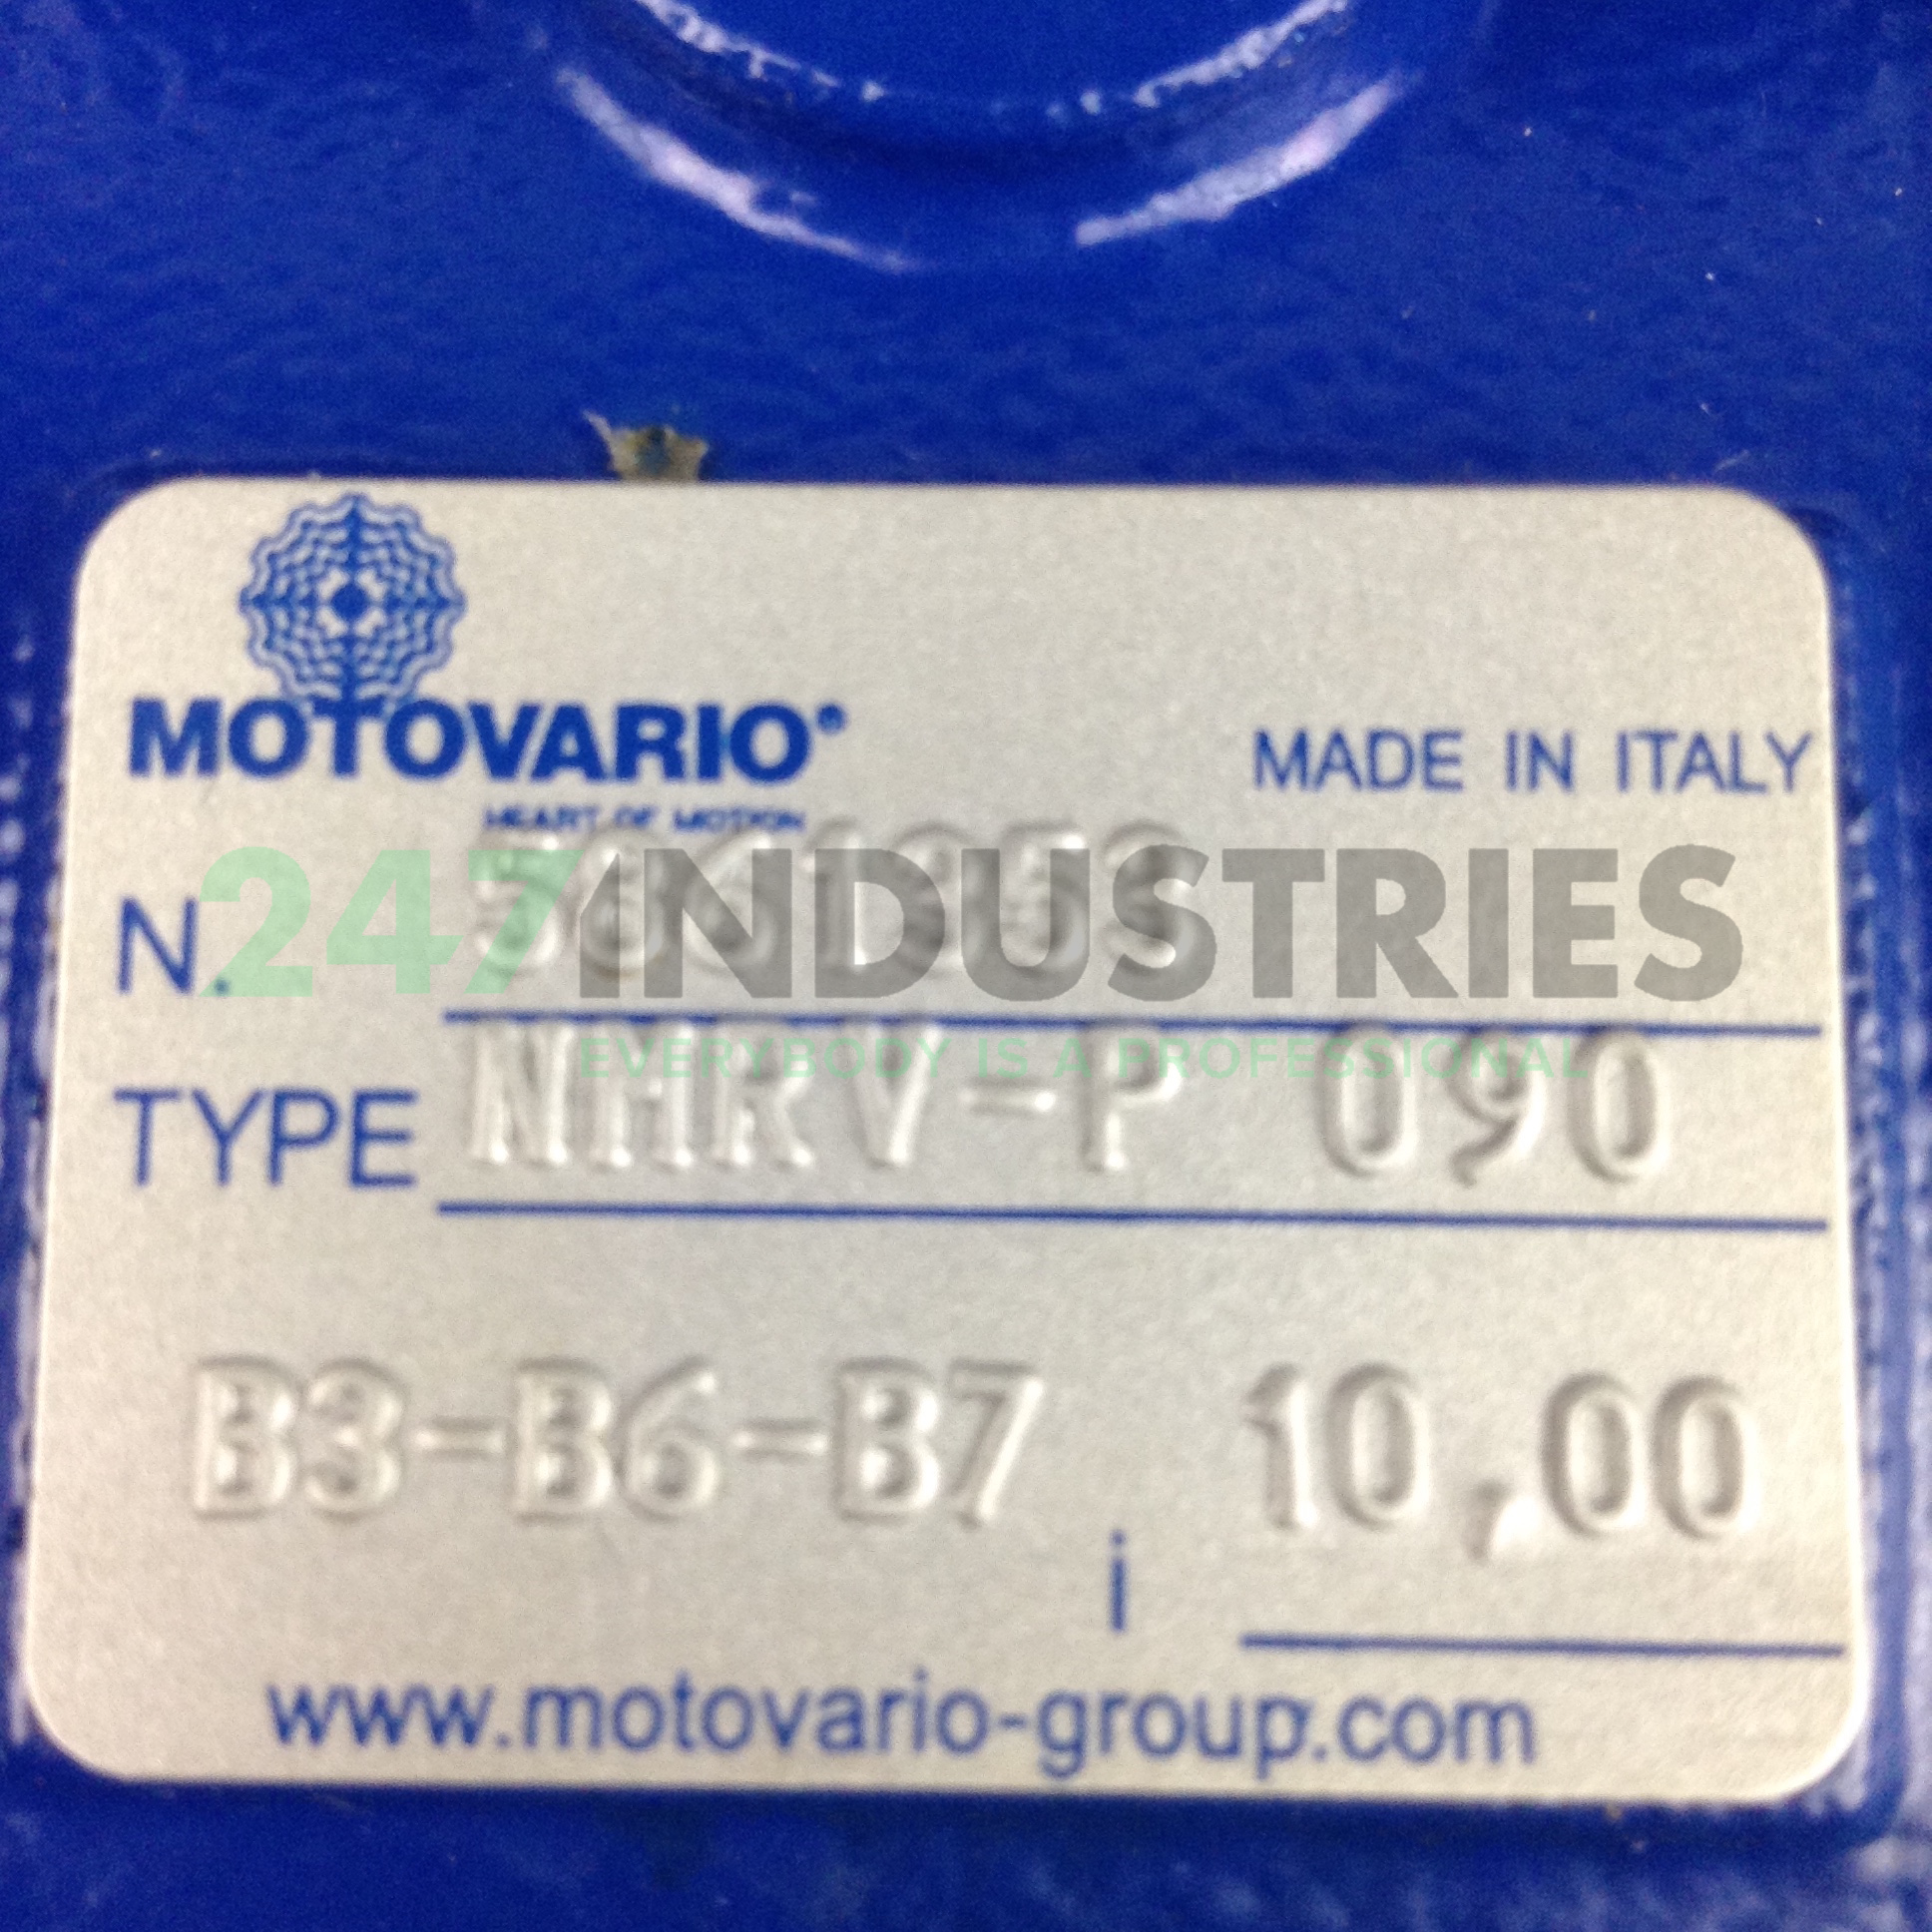 MOTOVARIO®
HEART OF MOTION
MADE IN ITALY
N.
247INDUSTRIES
EVERYBODY IS A PROFESSIONAL
TYPE NMRV-P 090
B3-B6-B7 i 10,00
www.motovario-group.com